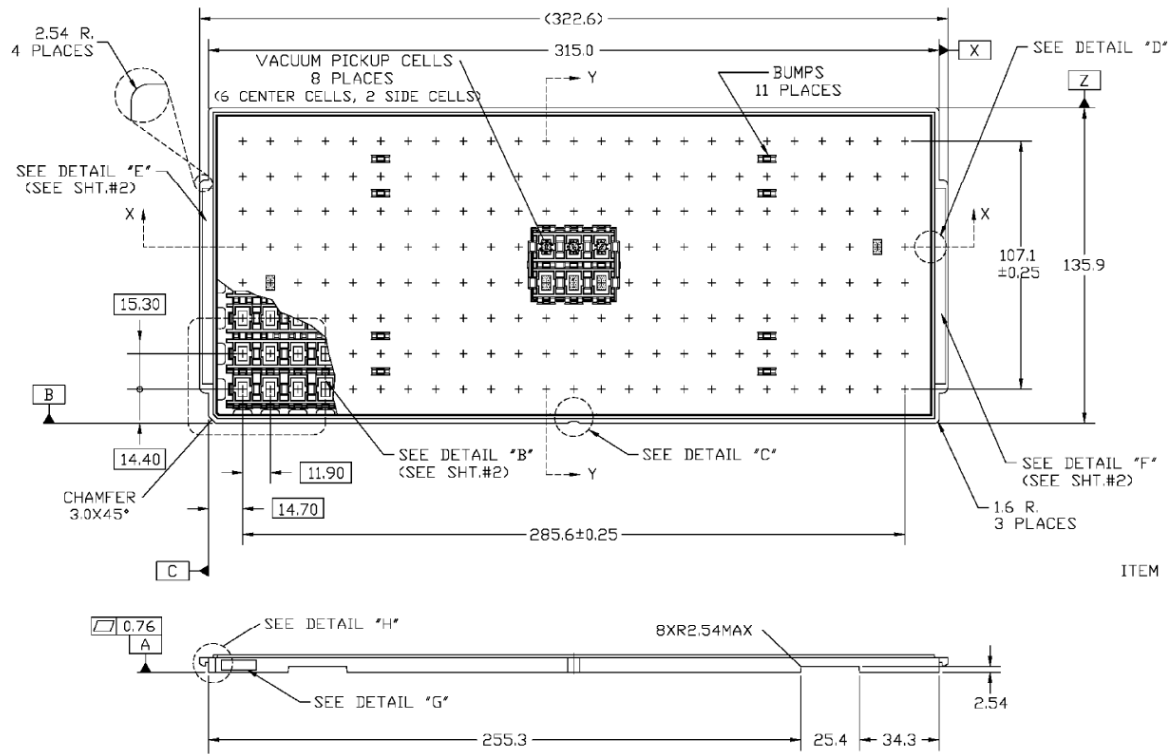 (322.6)
2.54 R.
4 PLACES
315.0
X
SEE DETAIL "D"
VACUUM PICKUP CELLS
8 PLACES
(6 CENTER CELLS, 2 SIDE CELLS)
Y
BUMPS
11 PLACES
Z
SEE DETAIL "E"
(SEE SHT.#2)
X
X
107.1
±0.25
135.9
15.30
B
14.40
SEE DETAIL "B"
(SEE SHT.#2)
SEE DETAIL "C"
SEE DETAIL "F"
(SEE SHT.#2)
11.90
Y
CHAMFER
3.0X45°
14.70
1.6 R.
3 PLACES
285.6±0.25
C
ITEM
0.76
A
SEE DETAIL "H"
8XR2.54MAX
SEE DETAIL "G"
2.54
255.3
25.4
34.3